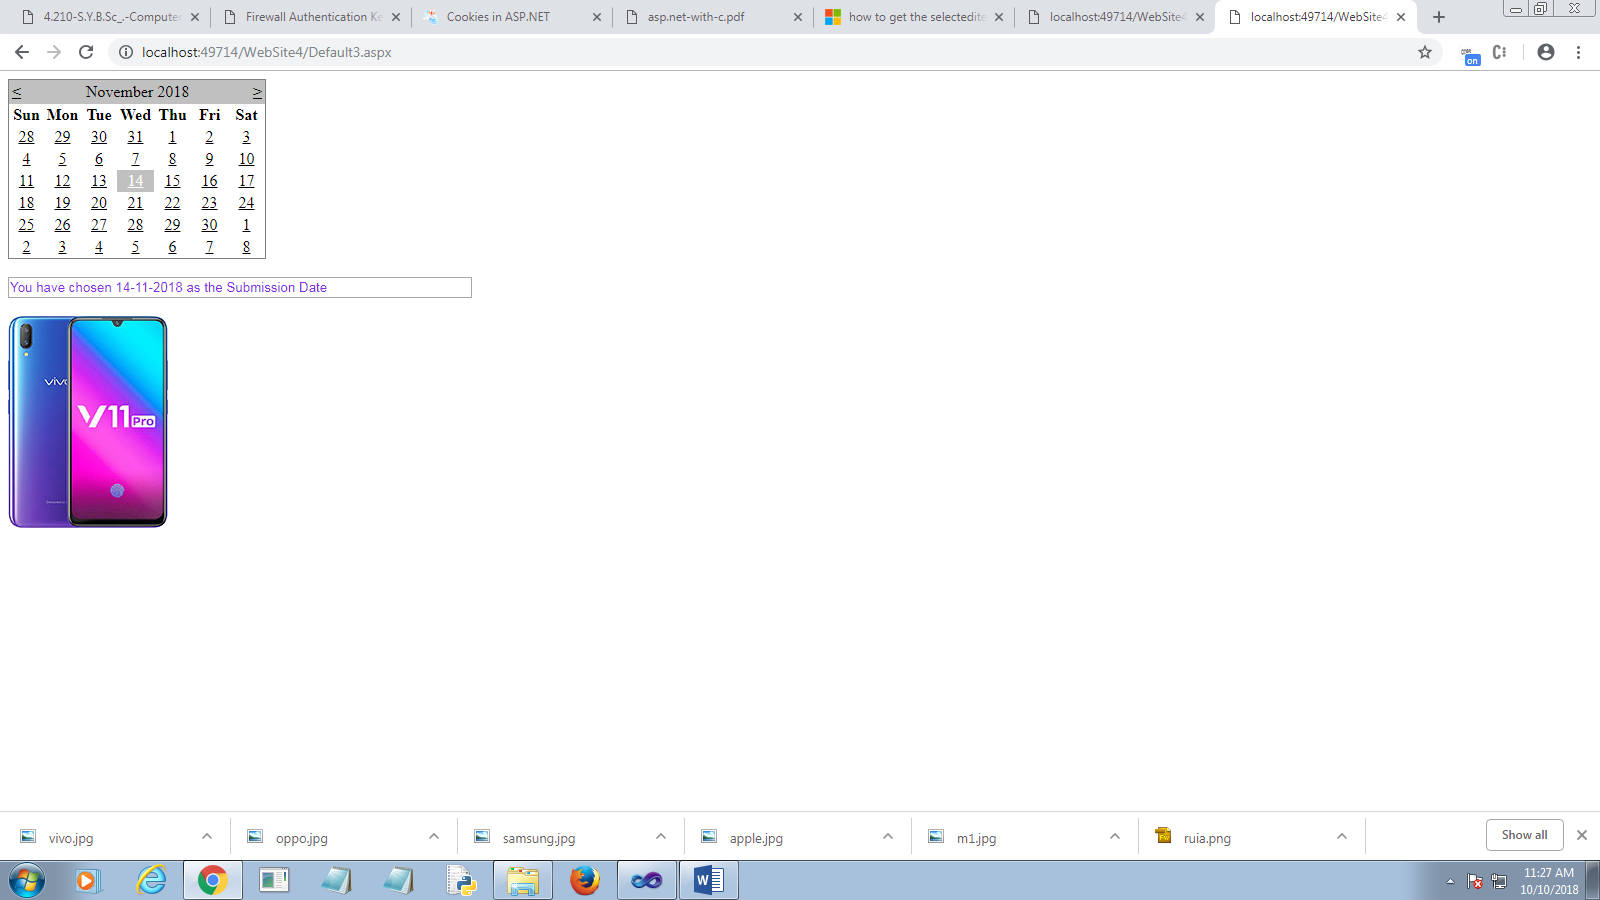 4.210-S.Y.B.Sc_.-Computer
Firewall Authentication Ke
Cookies in ASP.NET
asp.net-with-c.pdf
how to get the selectedite
localhost:49714/WebSite4
localhost:49714/WebSite4
localhost:49714/WebSite4/Default3.aspx
on
< November 2018 >
Sun Mon Tue Wed Thu Fri Sat
28 29 30 31 1 2 3
4 5 6 7 8 9 10
11 12 13 14 15 16 17
18 19 20 21 22 23 24
25 26 27 28 29 30 1
2 3 4 5 6 7 8
You have chosen 14-11-2018 as the Submission Date
vivo
V11 Pro
vivo.jpg
oppo.jpg
samsung.jpg
apple.jpg
m1.jpg
ruia.png
Show all
11:27 AM
10/10/2018